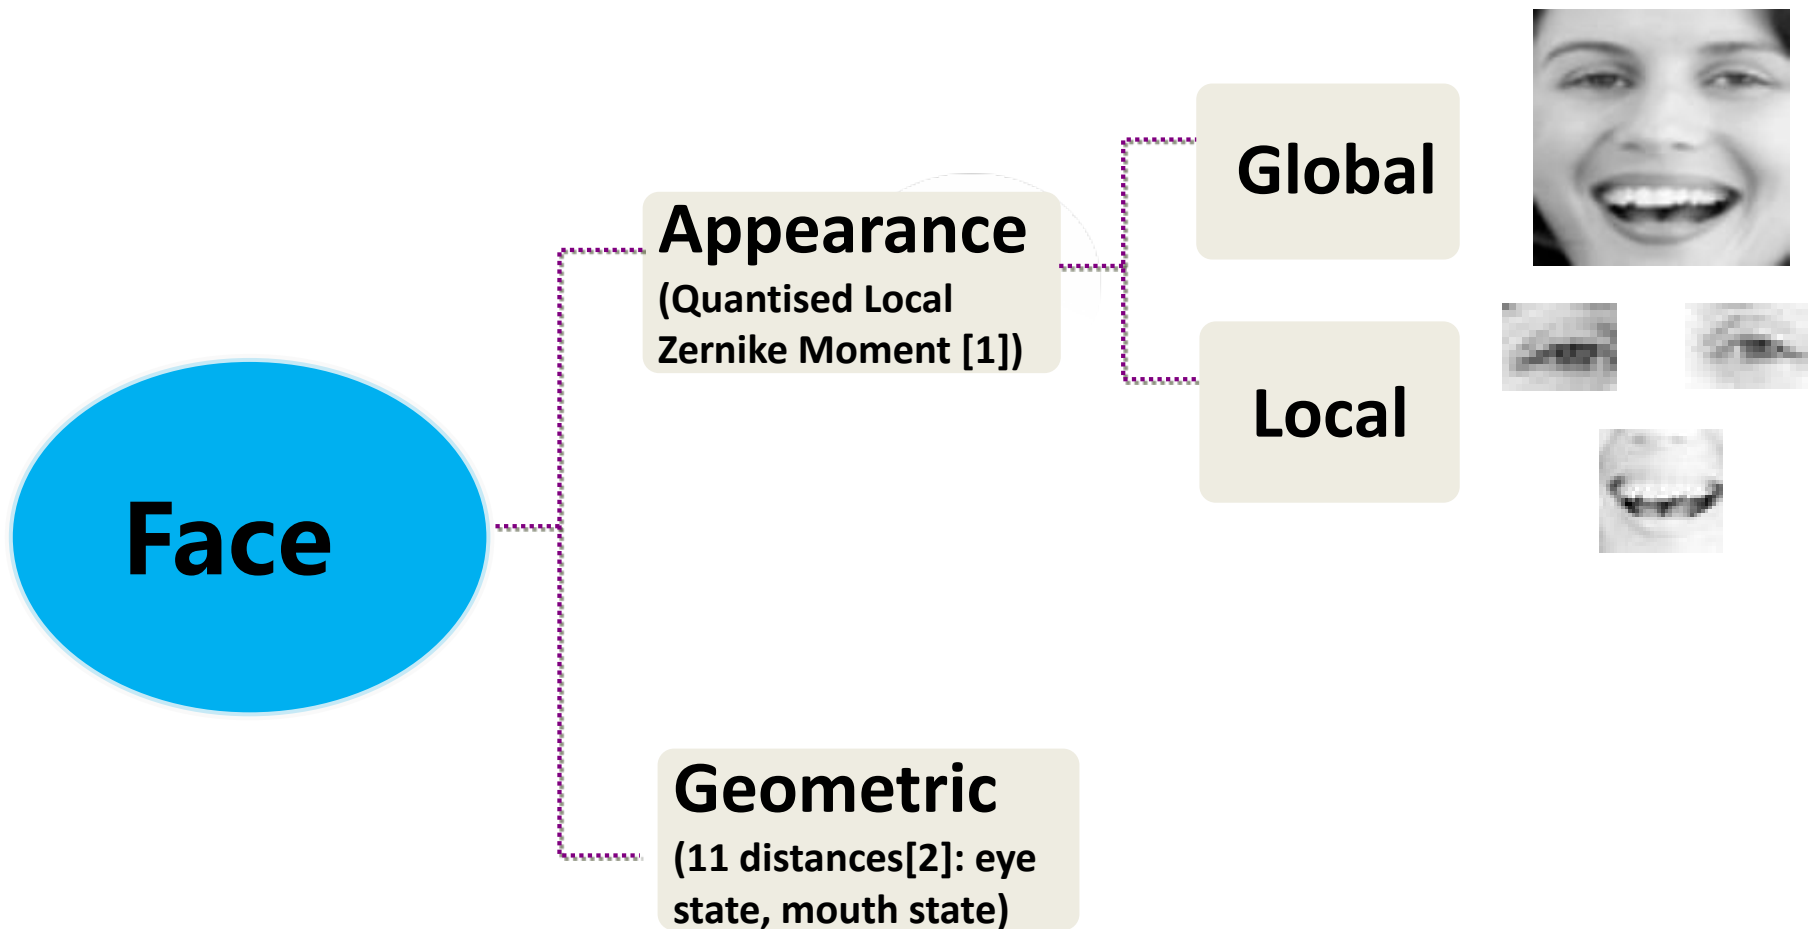 Face
Appearance
(Quantised Local
Zernike Moment [1])
Global
Local
Geometric
(11 distances[2]: eye
state, mouth state)